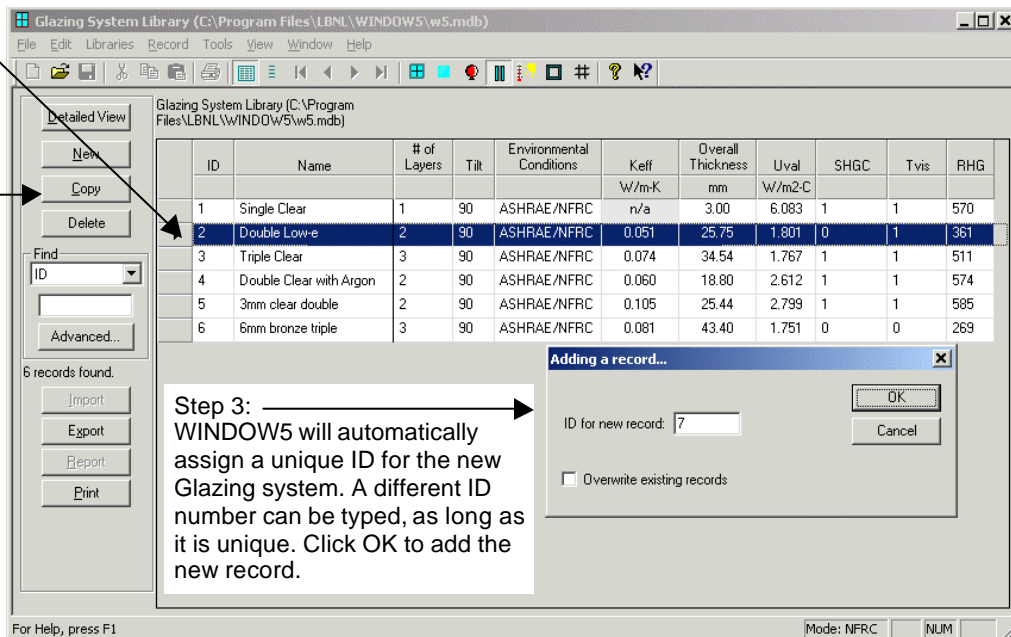 Glazing System Library (C:\Program Files\LBNL\WINDOW5\w5.mdb)
File Edit Libraries Record Tools View Window Help
Glazing System Library (C:\Program
Files\LBNL\WINDOW5\w5.mdb)
Detailed View
New
Copy
Delete
Find
ID
Advanced...
6 records found.
Import
Export
Report
Print
ID Name # of Layers Tilt Environmental Conditions Keff Overall Thickness Uval SHGC Tvis RHG
W/m-K mm W/m2-C
1 Single Clear 1 90 ASHRAE/NFRC n/a 3.00 6.083 1 1 570
2 Double Low-e 2 90 ASHRAE/NFRC 0.051 25.75 1.801 0 1 361
3 Triple Clear 3 90 ASHRAE/NFRC 0.074 34.54 1.767 1 1 511
4 Double Clear with Argon 2 90 ASHRAE/NFRC 0.060 18.80 2.612 1 1 574
5 3mm clear double 2 90 ASHRAE/NFRC 0.105 25.44 2.799 1 1 585
6 6mm bronze triple 3 90 ASHRAE/NFRC 0.081 43.40 1.751 0 0 269
Step 3:
WINDOW5 will automatically
assign a unique ID for the new
Glazing system. A different ID
number can be typed, as long as
it is unique. Click OK to add the
new record.
Adding a record...
ID for new record: 7
Overwrite existing records
OK
Cancel
For Help, press F1
Mode: NFRC NUM